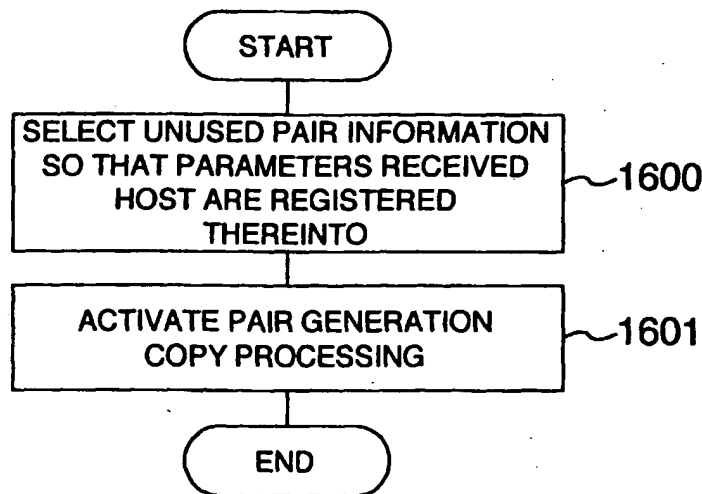 START
SELECT UNUSED PAIR INFORMATION
SO THAT PARAMETERS RECEIVED
HOST ARE REGISTERED
THEREINTO
1600
ACTIVATE PAIR GENERATION
COPY PROCESSING
1601
END